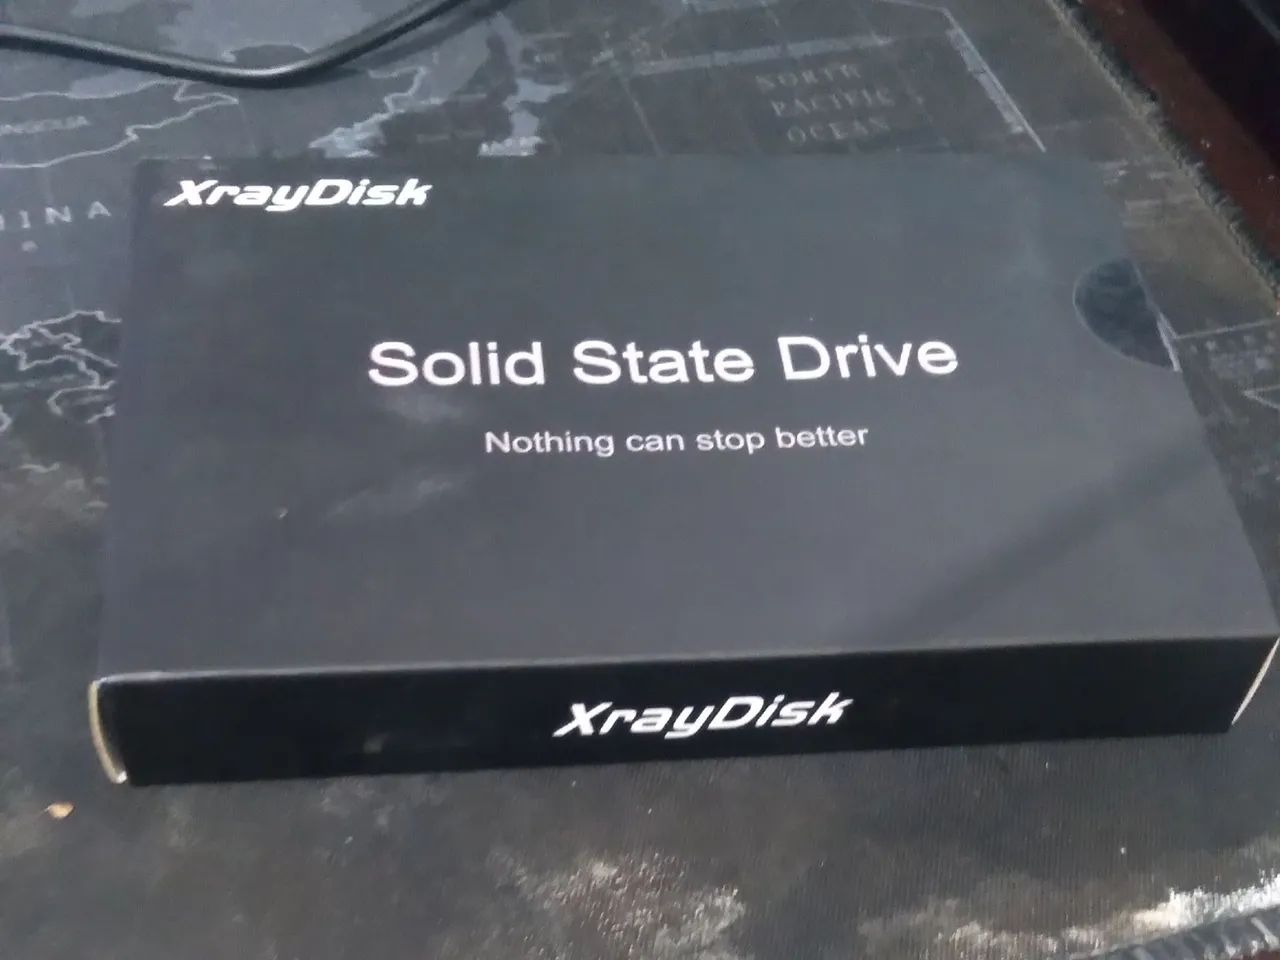 NORTH
PACIFIC
OCEAN
XrayDisk
Solid State Drive
Nothing can stop better
XrayDisk